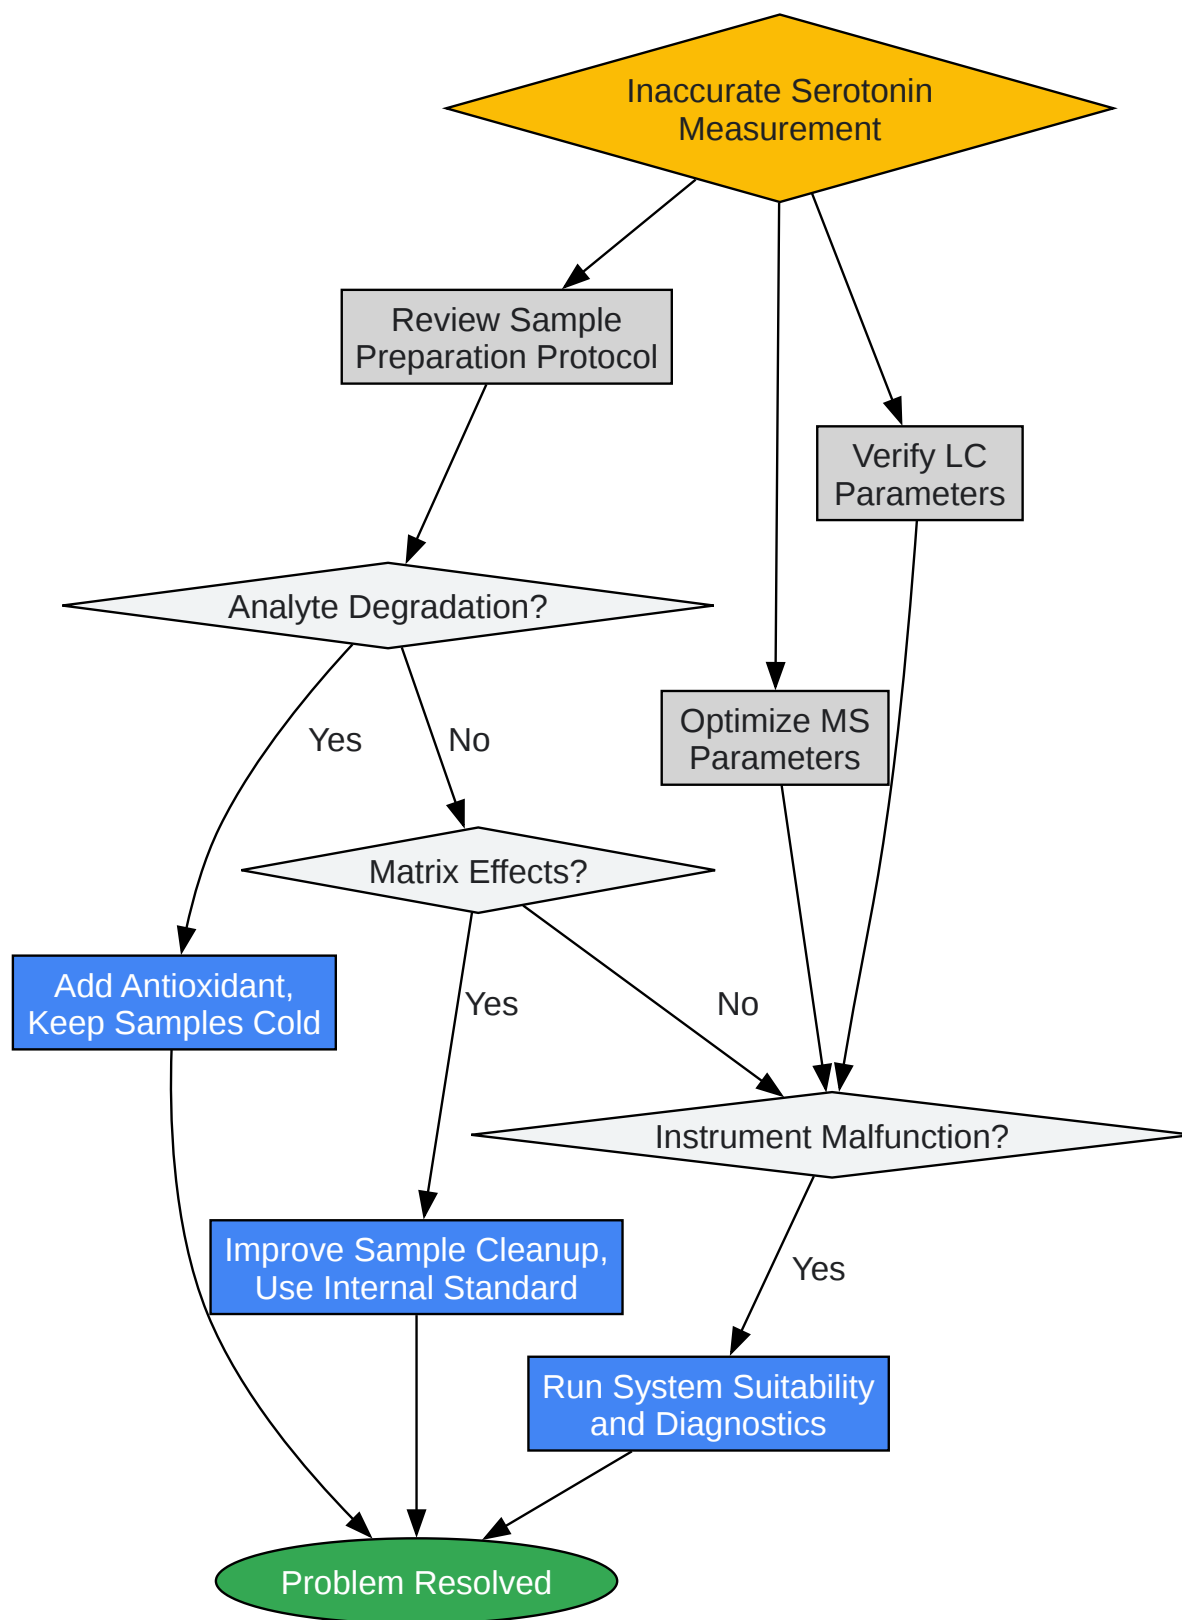 Inaccurate Serotonin
Measurement
Review Sample
Preparation Protocol
Verify LC
Parameters
Analyte Degradation?
Optimize MS
Parameters
Yes
No
Matrix Effects?
Add Antioxidant,
Keep Samples Cold
Yes
No
Instrument Malfunction?
Improve Sample Cleanup,
Use Internal Standard
Yes
Run System Suitability
and Diagnostics
Problem Resolved